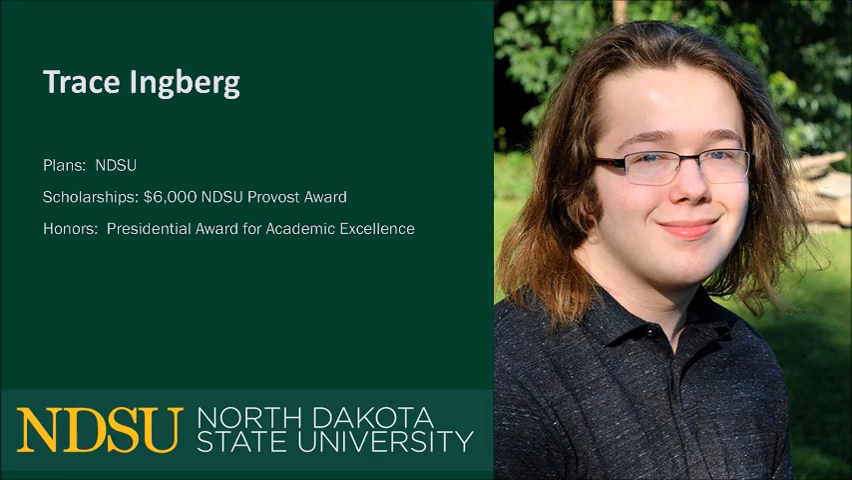 Trace Ingberg
Plans:  NDSU
Scholarships: $6,000 NDSU Provost Award
Honors:  Presidential Award for Academic Excellence
NDSU
NORTH DAKOTA
STATE UNIVERSITY